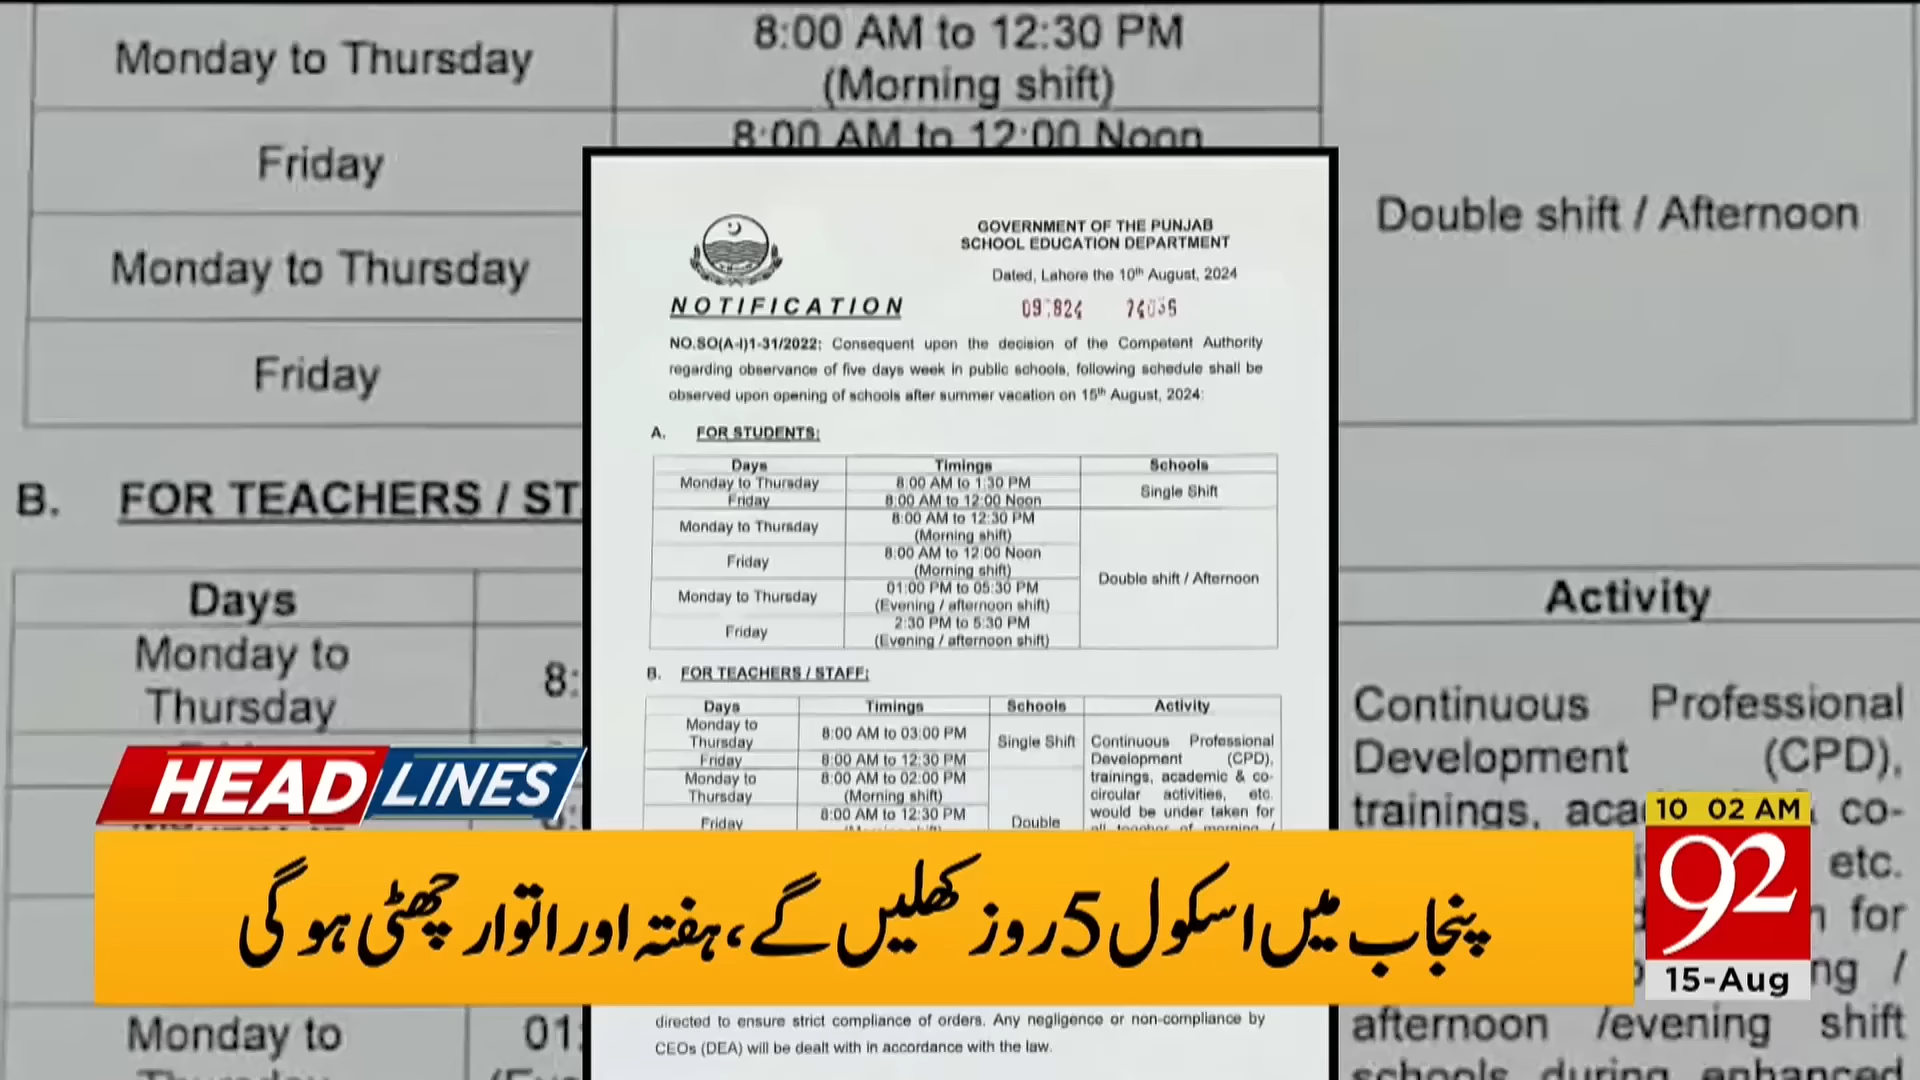 Monday to Thursday
8:00 AM to 12:30 PM
(Morning shift)
Friday
8:00 AM to 12:00 Noon
Monday to Thursday
Friday
Double shift / Afternoon
B. FOR TEACHERS / ST
Days
Activity
Monday to
Thursday
8:
Continuous Professional
Development (CPD),
trainings, co-
etc.
for
ng /
afternoon /evening shift
schools during enhanced
Monday to
Thursday
01:
GOVERNMENT OF THE PUNJAB
SCHOOL EDUCATION DEPARTMENT
Dated, Lahore the 10th August, 2024
NOTIFICATION
NO.SO(A-I)1-31/2022: Consequent upon the decision of the Competent Authority
regarding observance of five days week in public schools, following schedule shall be
observed upon opening of schools after summer vacation on 15th August, 2024:
A. FOR STUDENTS:
Days Timings Schools
Monday to Thursday 8:00 AM to 1:30 PM
Single Shift
Friday 8:00 AM to 12:00 Noon
Monday to Thursday 8:00 AM to 12:30 PM
(Morning shift)
Friday 8:00 AM to 12:00 Noon
(Morning shift)
Double shift / Afternoon
Monday to Thursday 01:00 PM to 05:30 PM
(Evening / afternoon shift)
Friday 2:30 PM to 5:30 PM
(Evening / afternoon shift)
B. FOR TEACHERS / STAFF:
Days Timings Schools Activity
Monday to
Thursday 8:00 AM to 03:00 PM
Single Shift
Friday 8:00 AM to 12:30 PM
Monday to
Thursday 8:00 AM to 02:00 PM
(Morning shift)
Friday 8:00 AM to 12:30 PM
Double
Continuous Professional
Development (CPD),
trainings, academic & co-
circular activities, etc.
would be under taken for
all together of morning /
HEADLINES
پنجاب میں اسکول 5 روز کھلیں گے، ہفتہ اور اتوار چھٹی ہو گی
10 02 AM
92
15-Aug
directed to ensure strict compliance of orders. Any negligence or non-compliance by
CEOs (DEA) will be dealt with in accordance with the law.